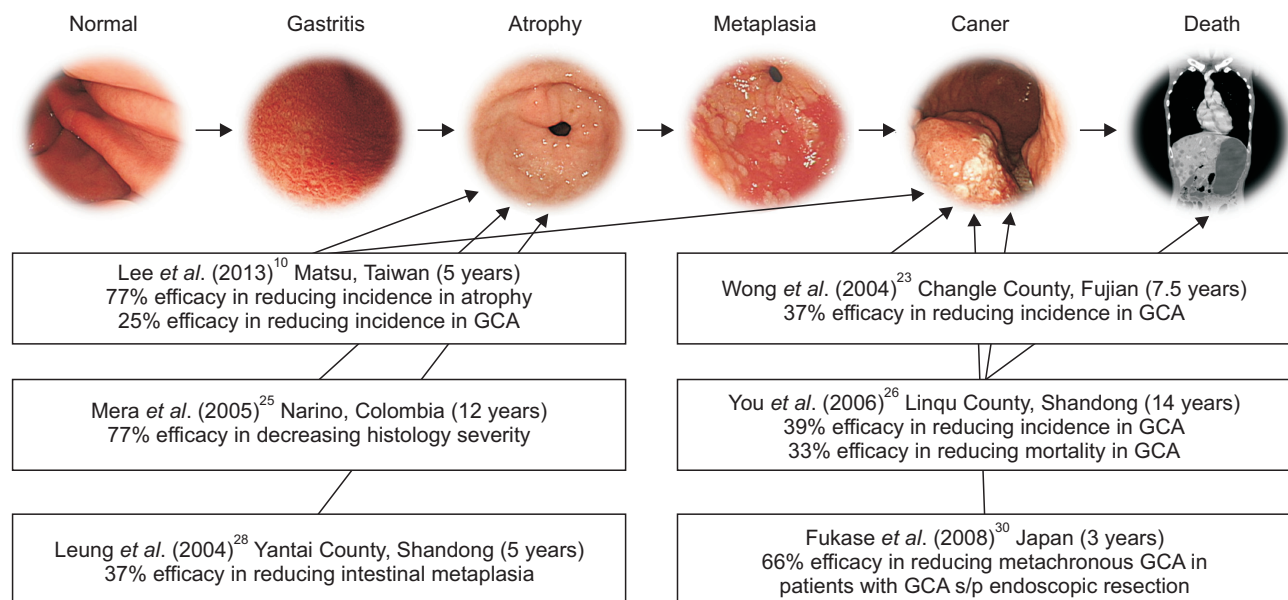 Normal
Gastritis
Atrophy
Metaplasia
Caner
Death
Lee et al. (2013)10 Matsu, Taiwan (5 years)
77% efficacy in reducing incidence in atrophy
25% efficacy in reducing incidence in GCA
Wong et al. (2004)23 Changle County, Fujian (7.5 years)
37% efficacy in reducing incidence in GCA
Mera et al. (2005)25 Narino, Colombia (12 years)
77% efficacy in decreasing histology severity
You et al. (2006)26 Linqu County, Shandong (14 years)
39% efficacy in reducing incidence in GCA
33% efficacy in reducing mortality in GCA
Leung et al. (2004)28 Yantai County, Shandong (5 years)
37% efficacy in reducing intestinal metaplasia
Fukase et al. (2008)30 Japan (3 years)
66% efficacy in reducing metachronous GCA in
patients with GCA s/p endoscopic resection